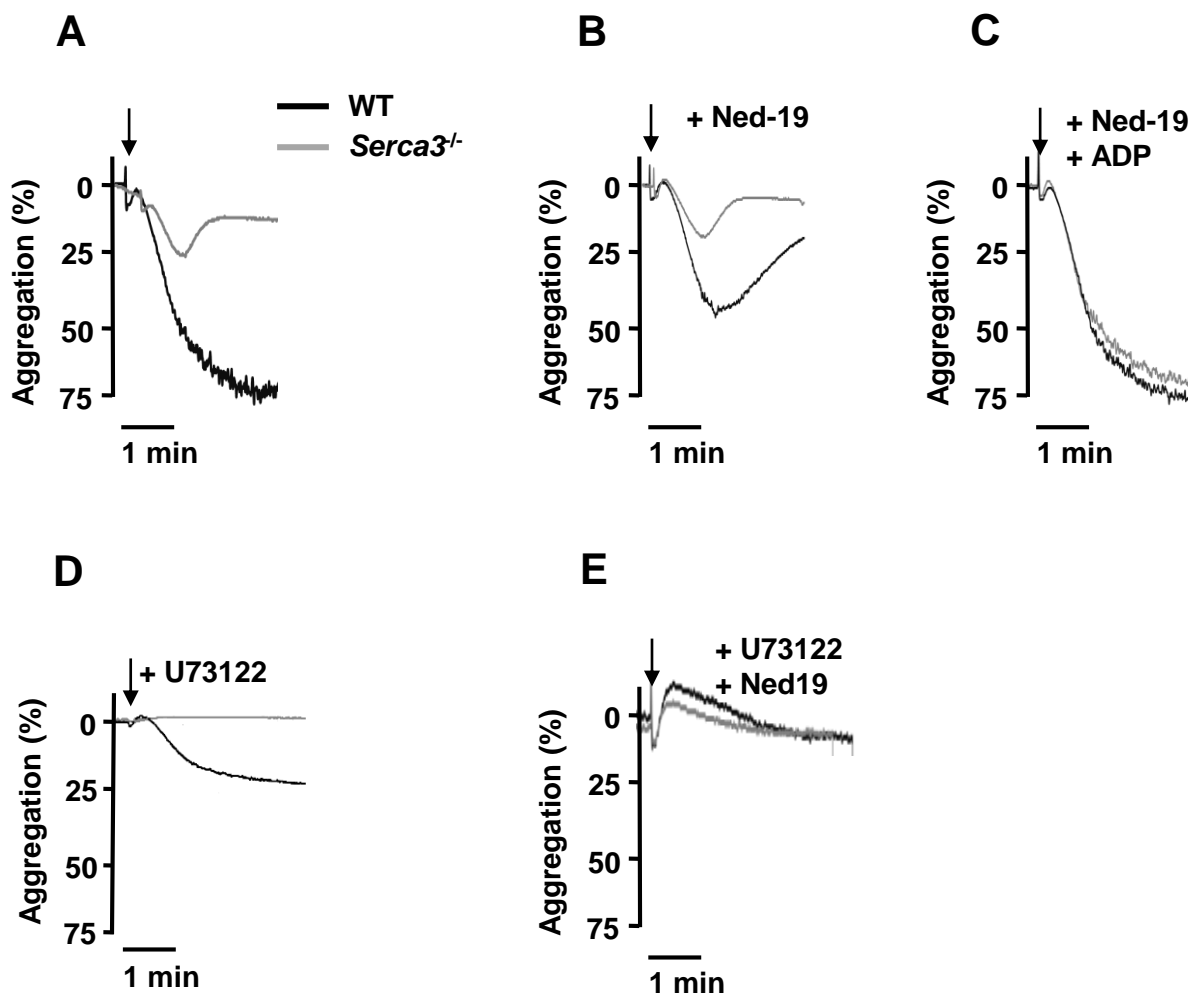 A
WT
Serca3-/-
Aggregation (%)
0
25
50
75
1 min
B
+ Ned-19
Aggregation (%)
0
25
50
75
1 min
C
+ Ned-19
+ ADP
Aggregation (%)
0
25
50
75
1 min
D
+ U73122
Aggregation (%)
0
25
50
75
1 min
E
+ U73122
+ Ned19
Aggregation (%)
0
25
50
75
1 min